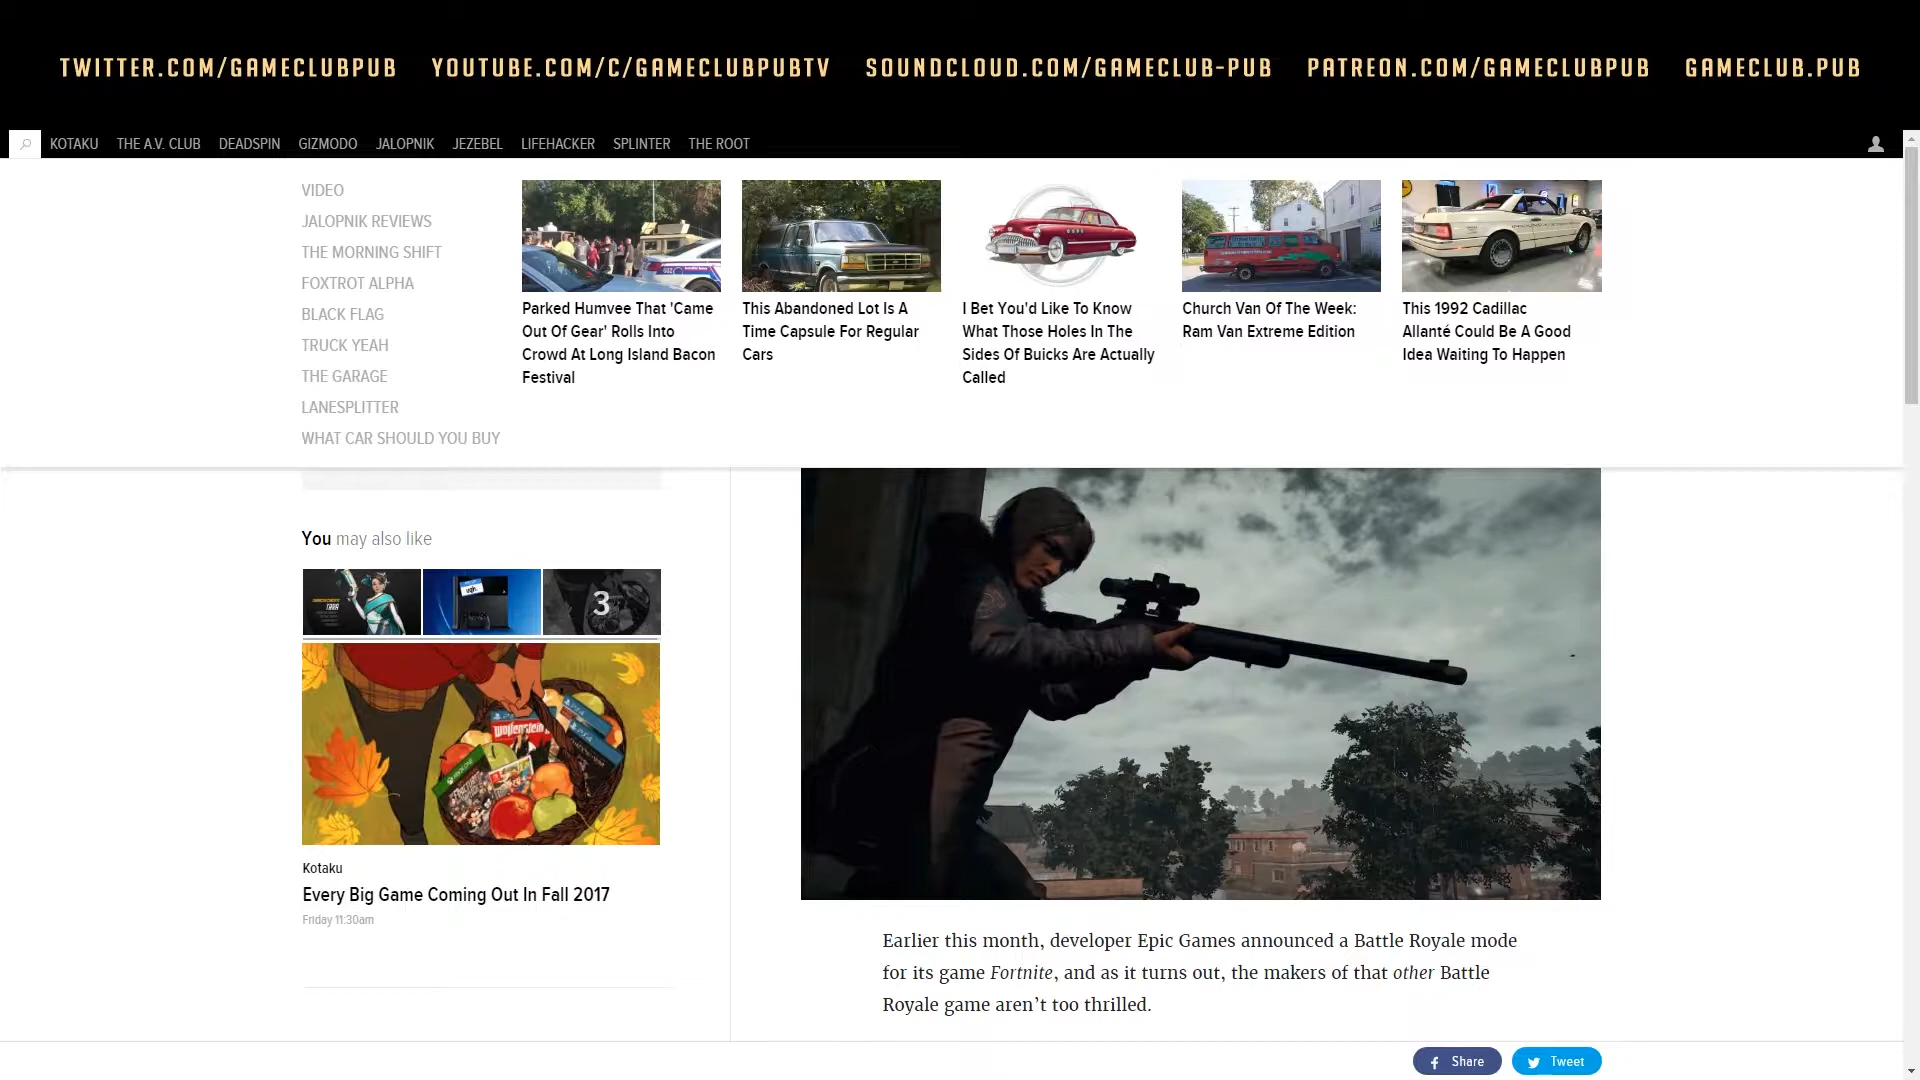 TWITTER.COM/GAMECLUBPUB YOUTUBE.COM/C/GAMECLUBPUBTV SOUNDCLOUD.COM/GAMECLUB-PUB PATREON.COM/GAMECLUBPUB GAMECLUB.PUB
KOTAKU THE A.V. CLUB DEADSPIN GIZMODO JALOPNIK JEZEBEL LIFEHACKER SPLINTER THE ROOT
VIDEO
JALOPNIK REVIEWS
THE MORNING SHIFT
FOXTROT ALPHA
BLACK FLAG
TRUCK YEAH
THE GARAGE
LANESPLITTER
WHAT CAR SHOULD YOU BUY
Parked Humvee That 'Came
Out Of Gear' Rolls Into
Crowd At Long Island Bacon
Festival
This Abandoned Lot Is A
Time Capsule For Regular
Cars
I Bet You'd Like To Know
What Those Holes In The
Sides Of Buicks Are Actually
Called
Church Van Of The Week:
Ram Van Extreme Edition
This 1992 Cadillac
Allanté Could Be A Good
Idea Waiting To Happen
You may also like
3
Wolfenstein
Kotaku
Every Big Game Coming Out In Fall 2017
Friday 11:30am
Earlier this month, developer Epic Games announced a Battle Royale mode
for its game Fortnite, and as it turns out, the makers of that other Battle
Royale game aren’t too thrilled.
Share Tweet